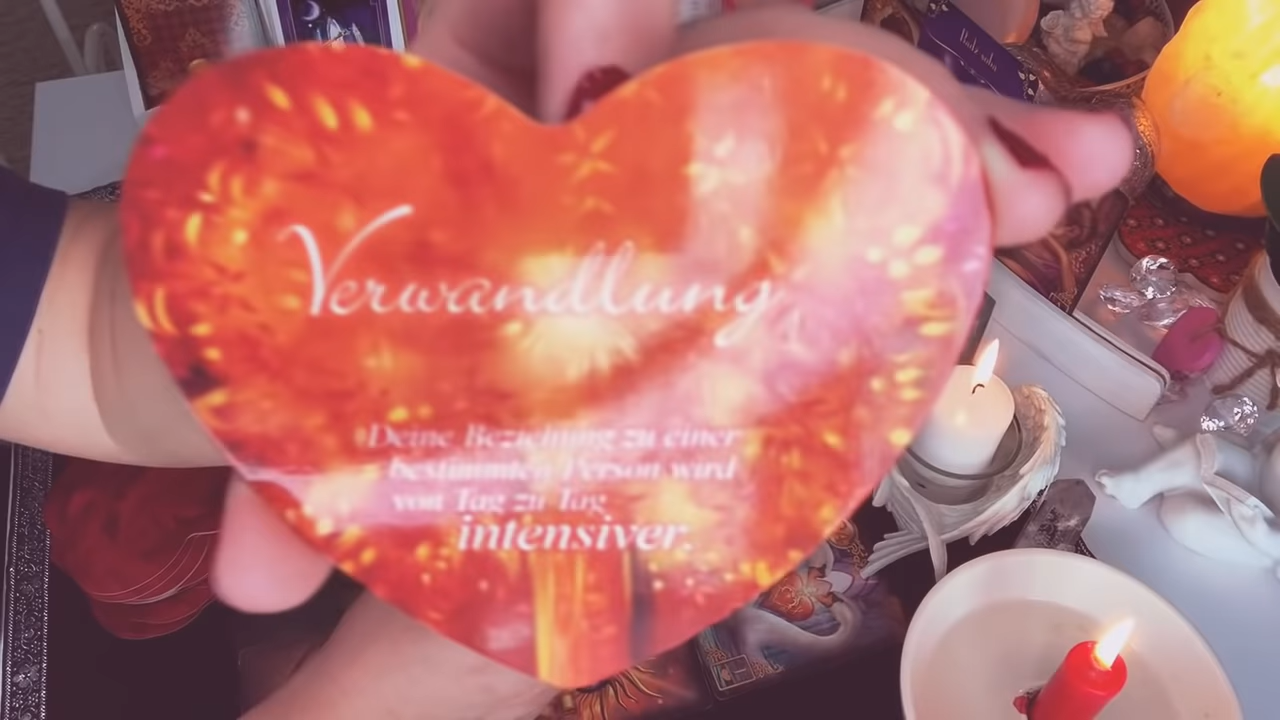 Verwandlung
Deine Beziehung zu einer
bestimmten Person wird
von Tag zu Tag
intensiver.